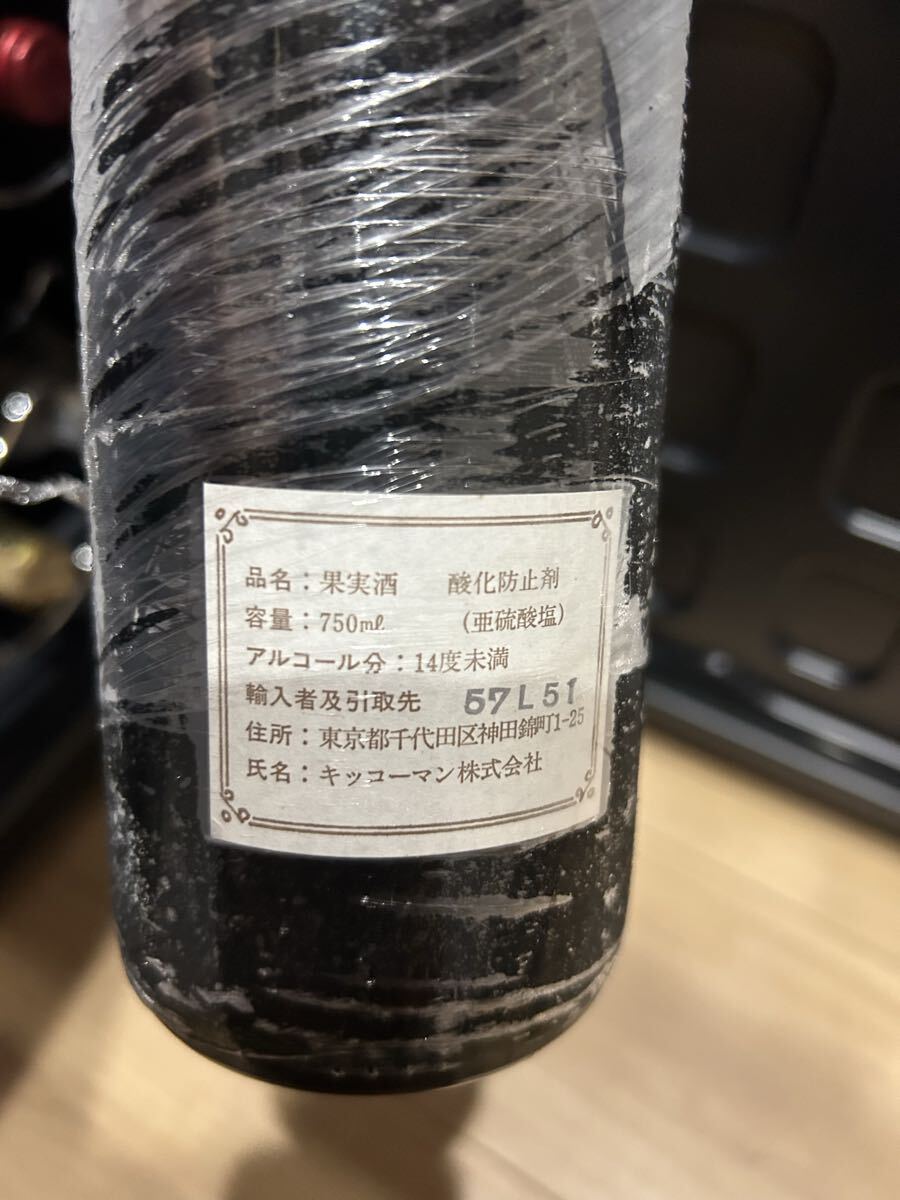 品名：果実酒　酸化防止剤
容量：750mℓ　(亜硫酸塩)
アルコール分：14度未満
輸入者及引取先　57L51
住所：東京都千代田区神田錦町1-25
氏名：キッコーマン株式会社